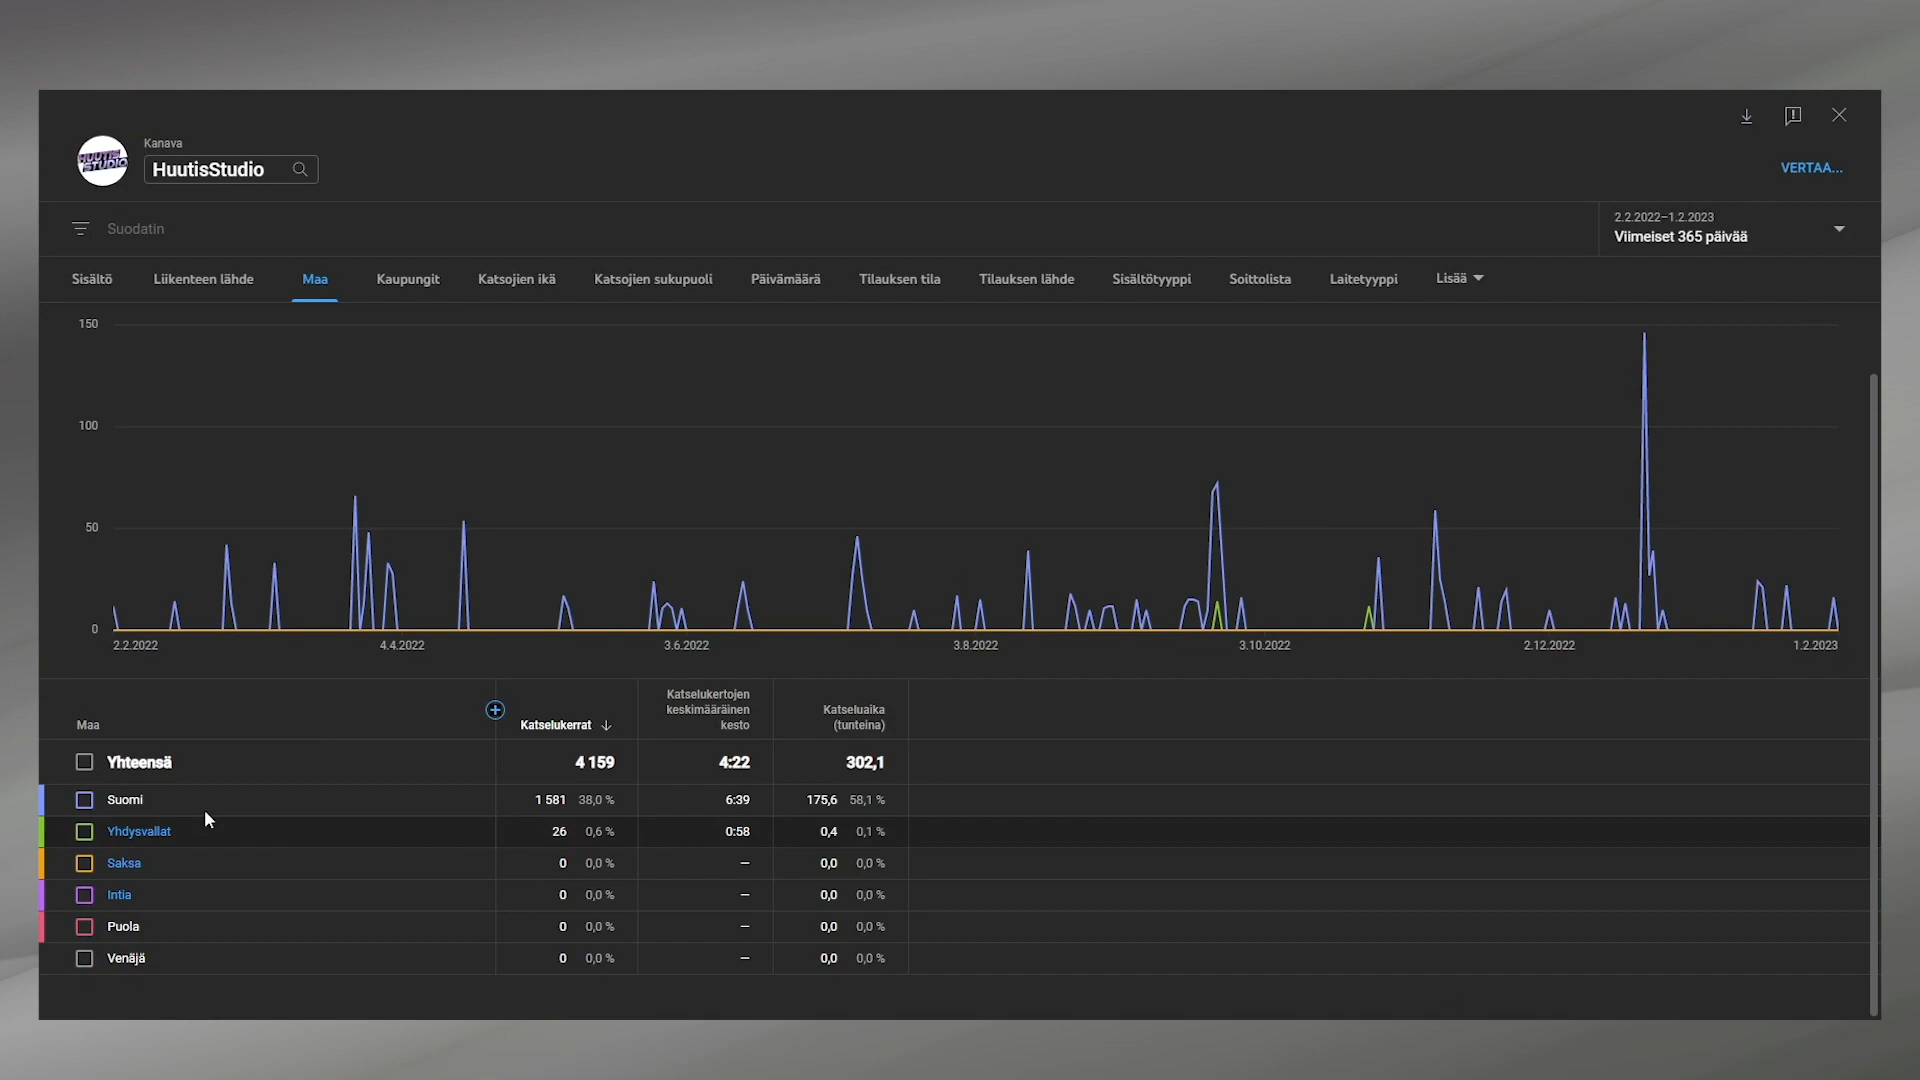 Kanava
HUUTIS
STUDIO
HuutisStudio
VERTAA...
Suodatin
2.2.2022–1.2.2023
Viimeiset 365 päivää
Sisältö Liikenteen lähde Maa Kaupungit Katsojien ikä Katsojien sukupuoli Päivämäärä Tilauksen tila Tilauksen lähde Sisältötyyppi Soittolista Laitetyyppi Lisää
150
100
50
0
2.2.2022 4.4.2022 3.6.2022 3.8.2022 3.10.2022 2.12.2022 1.2.2023
Maa
Katselukerrat
Katselukertojen
keskimääräinen
kesto
Katseluaika
(tunteina)
Yhteensä 4 159 4:22 302,1
Suomi 1 581 38,0 % 6:39 175,6 58,1 %
Yhdysvallat 26 0,6 % 0:58 0,4 0,1 %
Saksa 0 0,0 % – 0,0 0,0 %
Intia 0 0,0 % – 0,0 0,0 %
Puola 0 0,0 % – 0,0 0,0 %
Venäjä 0 0,0 % – 0,0 0,0 %